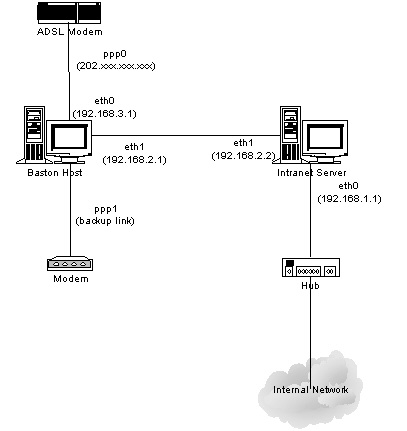 ADSL Modem
ppp0
(202.xxx.xxx.xxx)
eth0
(192.168.3.1)
eth1
(192.168.2.1)
eth1
(192.168.2.2)
Baston Host
Intranet Server
eth0
(192.168.1.1)
ppp1
(backup link)
Modem
Hub
Internal Network